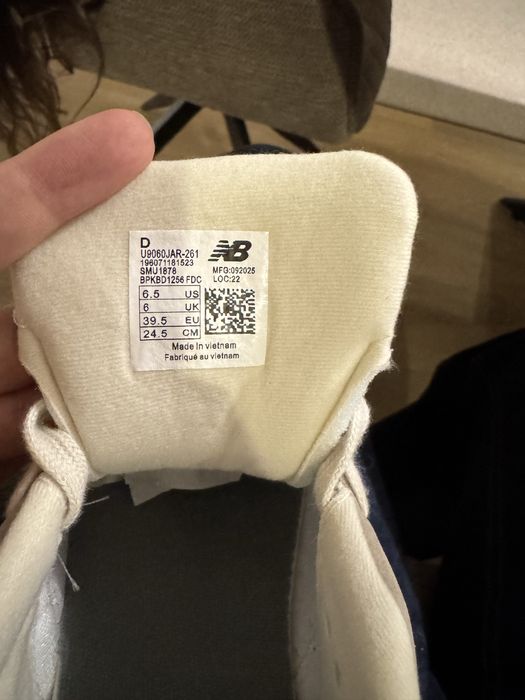 D
U9060JAR-261
196071181523
SMU1878
BPKBD1256 FDC
NB
MFG:092025
LOC:22
6.5 US
6 UK
39.5 EU
24.5 CM
Made in vietnam
Fabriqué au vietnam